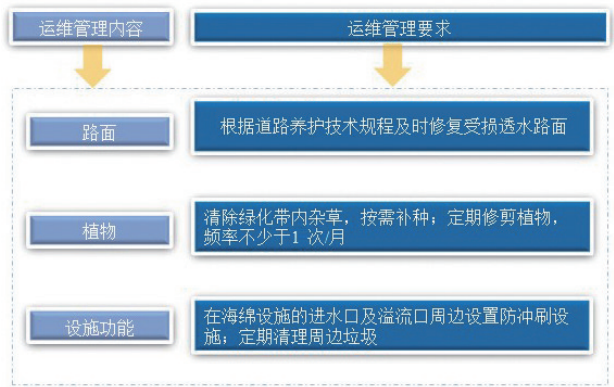 运维管理内容
运维管理要求
路面
根据道路养护技术规程及时修复受损透水路面
植物
清除绿化带内杂草，按需补种；定期修剪植物，
频率不少于1 次/月
设施功能
在海绵设施的进水口及溢流口周边设置防冲刷设
施；定期清理周边垃圾